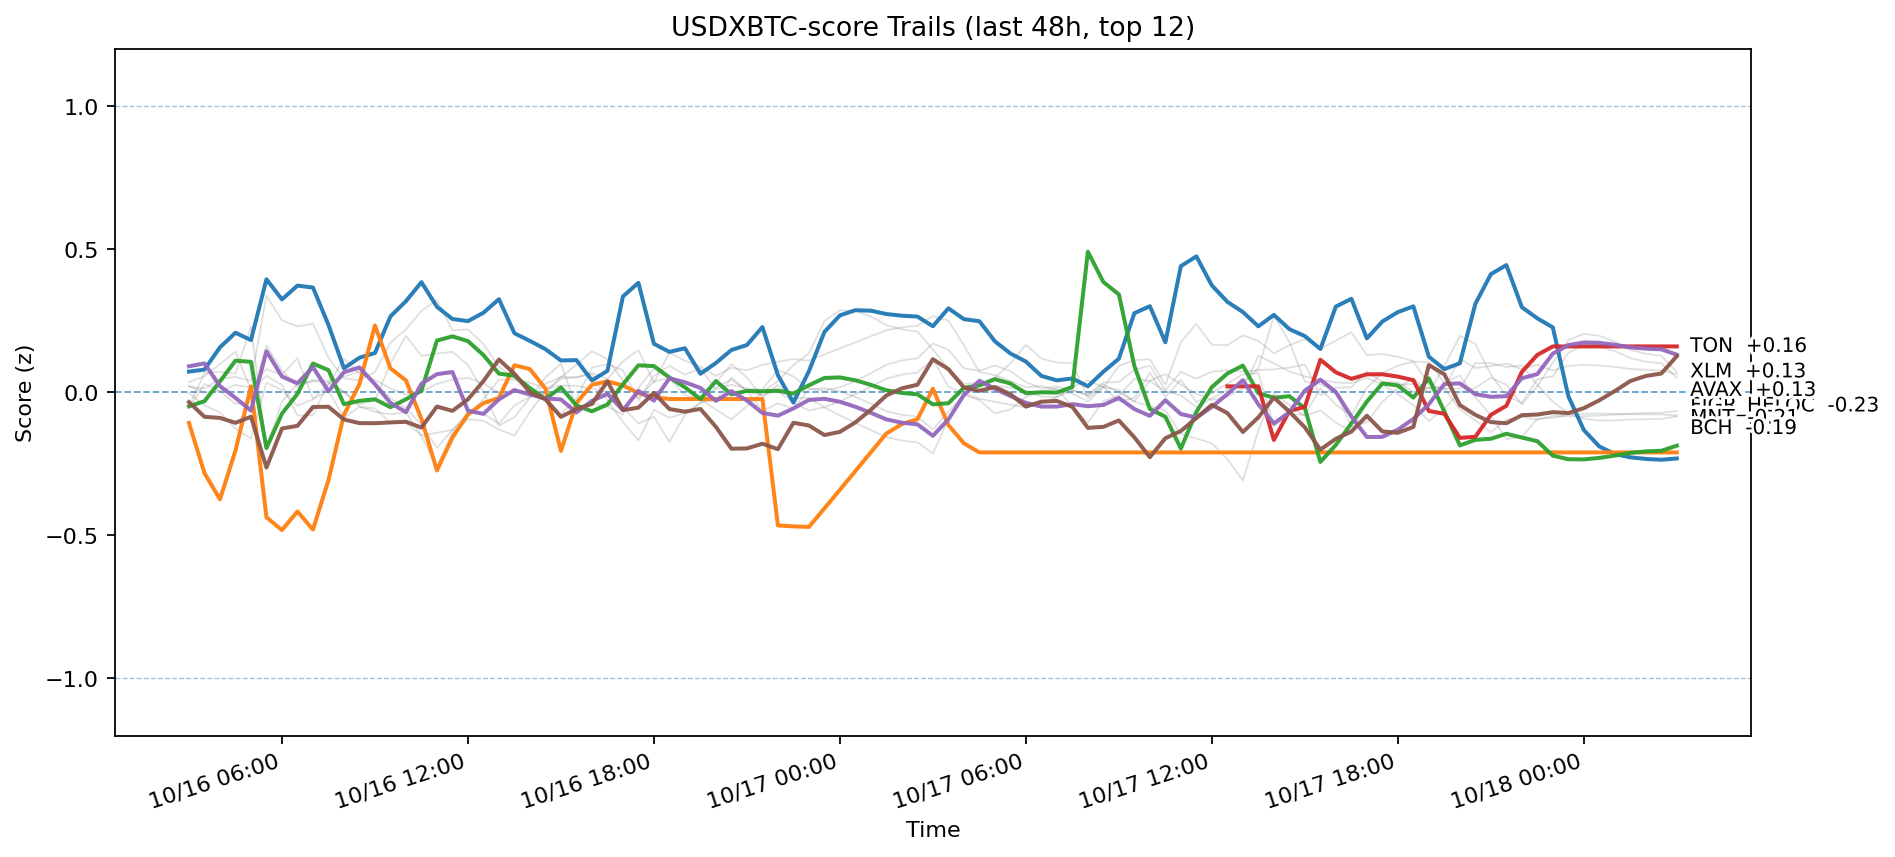 USDXBTC-score Trails (last 48h, top 12)
Score (z)
1.0
0.5
0.0
−0.5
−1.0
TON +0.16
XLM +0.13
AVAX +0.13
-0.23
BCH -0.19
10/16 06:00
10/16 12:00
10/16 18:00
10/17 00:00
10/17 06:00
10/17 12:00
10/17 18:00
10/18 00:00
Time